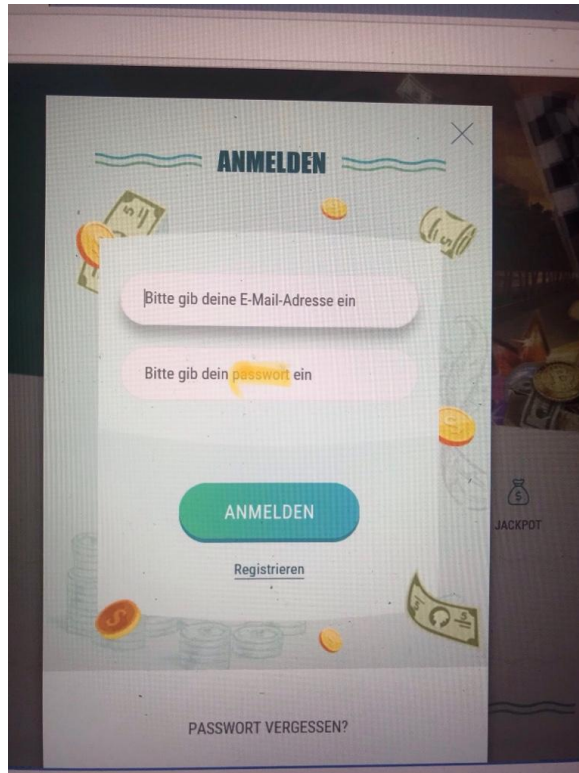 ANMELDEN
Bitte gib deine E-Mail-Adresse ein
Bitte gib dein passwort ein
ANMELDEN
JACKPOT
Registrieren
PASSWORT VERGESSEN?